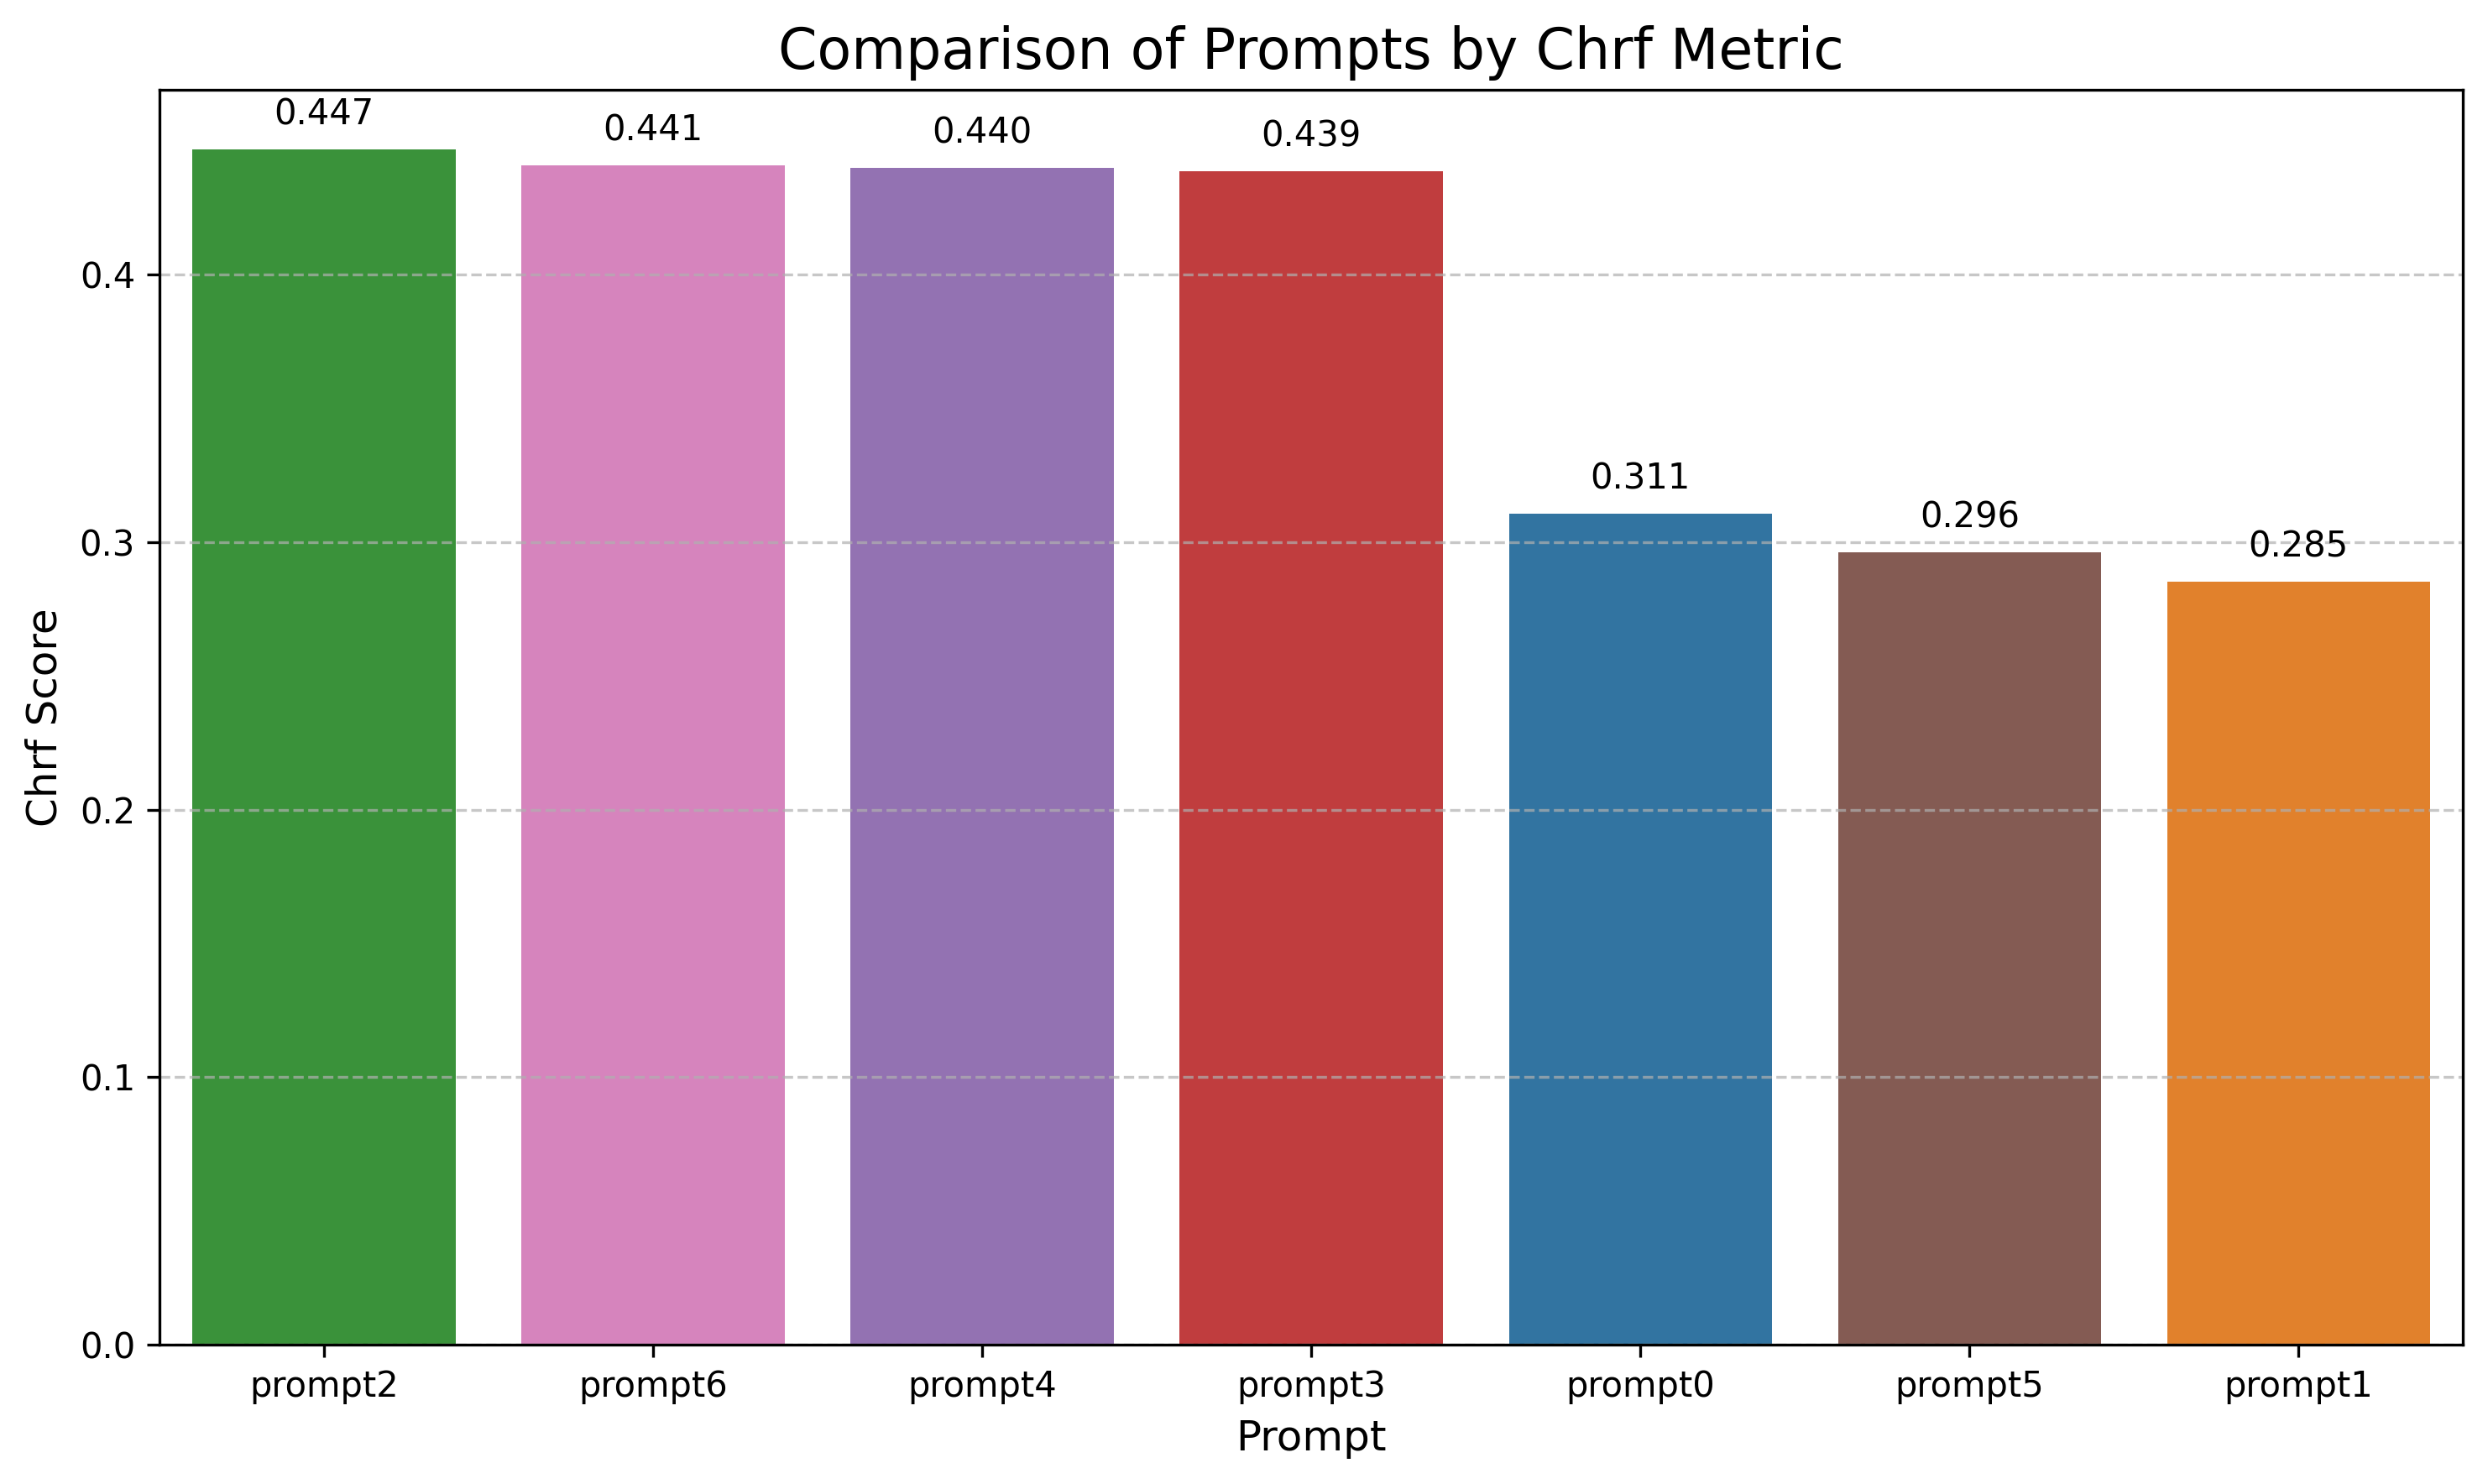 Comparison of Prompts by Chrf Metric
0.447
0.441
0.440
0.439
0.311
0.296
0.285
0.4
0.3
0.2
0.1
0.0
Chrf Score
prompt2
prompt6
prompt4
prompt3
prompt0
prompt5
prompt1
Prompt